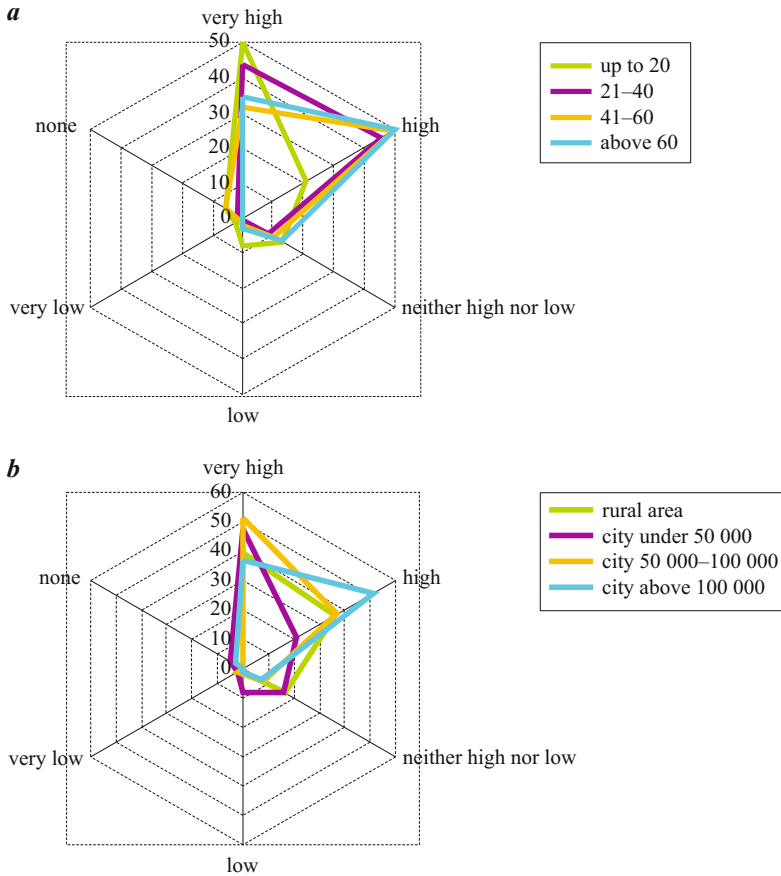 a
very high
50
40
30
20
10
0
none
high
very low
neither high nor low
low
up to 20
21–40
41–60
above 60
b
very high
60
50
40
30
20
10
0
none
high
very low
neither high nor low
low
rural area
city under 50 000
city 50 000–100 000
city above 100 000